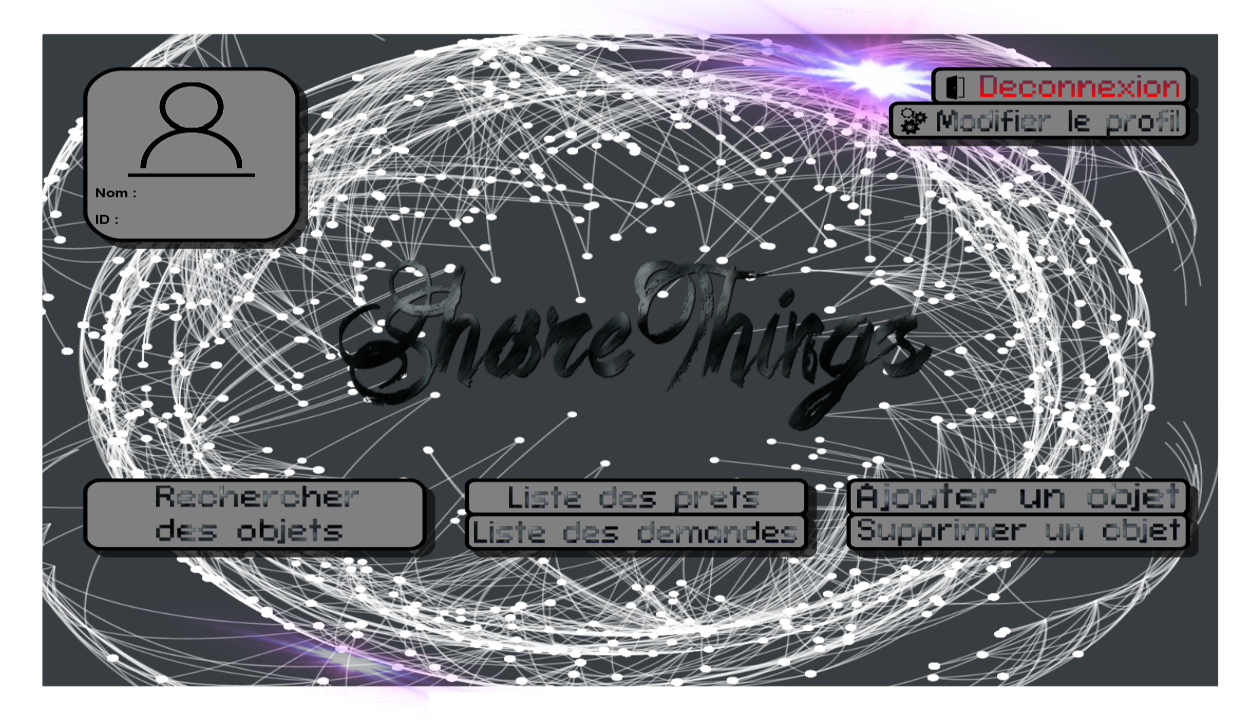 Deconnexion
Modifier le profil
Nom :
ID :
ShareThings
Rechercher
des objets
Liste des prets
Liste des demandes
Ajouter un objet
Supprimer un objet